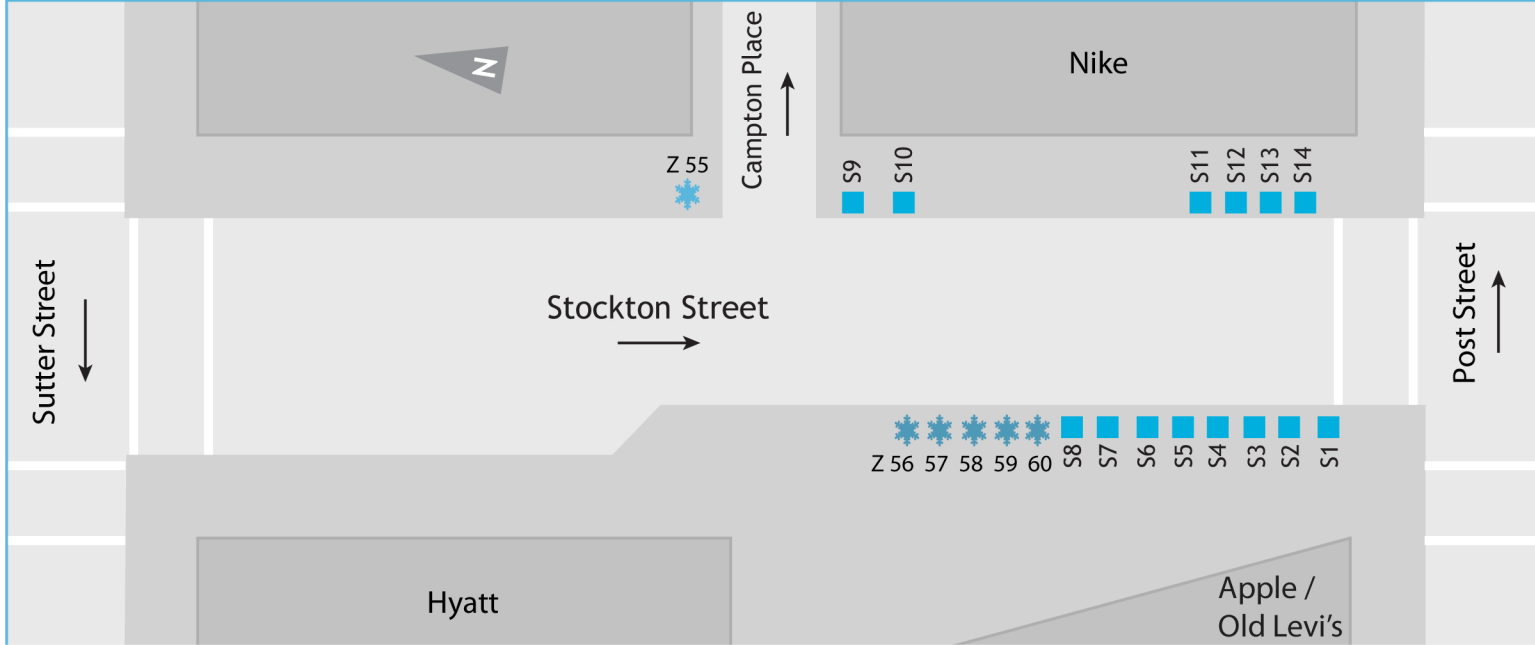 N
Campton Place
Nike
Z 55
S9
S10
S11
S12
S13
S14
Sutter Street
Stockton Street
Post Street
Z 56 57 58 59 60
S8
S7
S6
S5
S4
S3
S2
S1
Hyatt
Apple /
Old Levi's